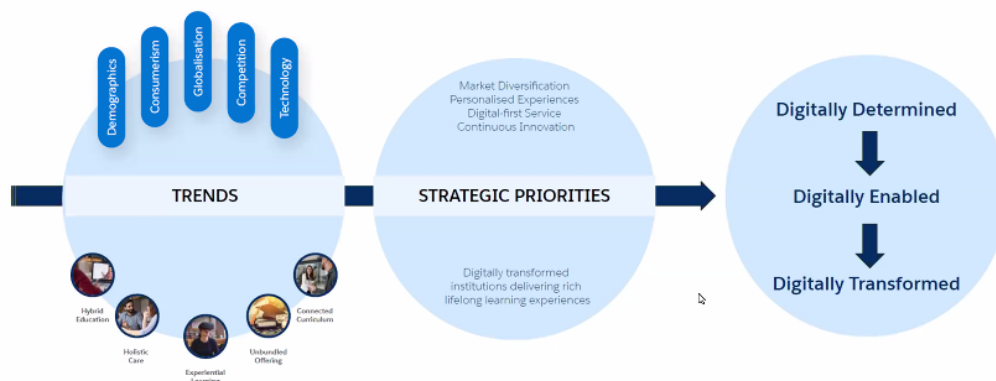 Demographics
Consumerism
Globalisation
Competition
Technology
TRENDS
Hybrid
Education
Holistic
Care
Experiential
Learning
Unbundled
Offering
Connected
Curriculum
Market Diversification
Personalised Experiences
Digital-first Service
Continuous Innovation
STRATEGIC PRIORITIES
Digitally transformed
institutions delivering rich
lifelong learning experiences
Digitally Determined
Digitally Enabled
Digitally Transformed